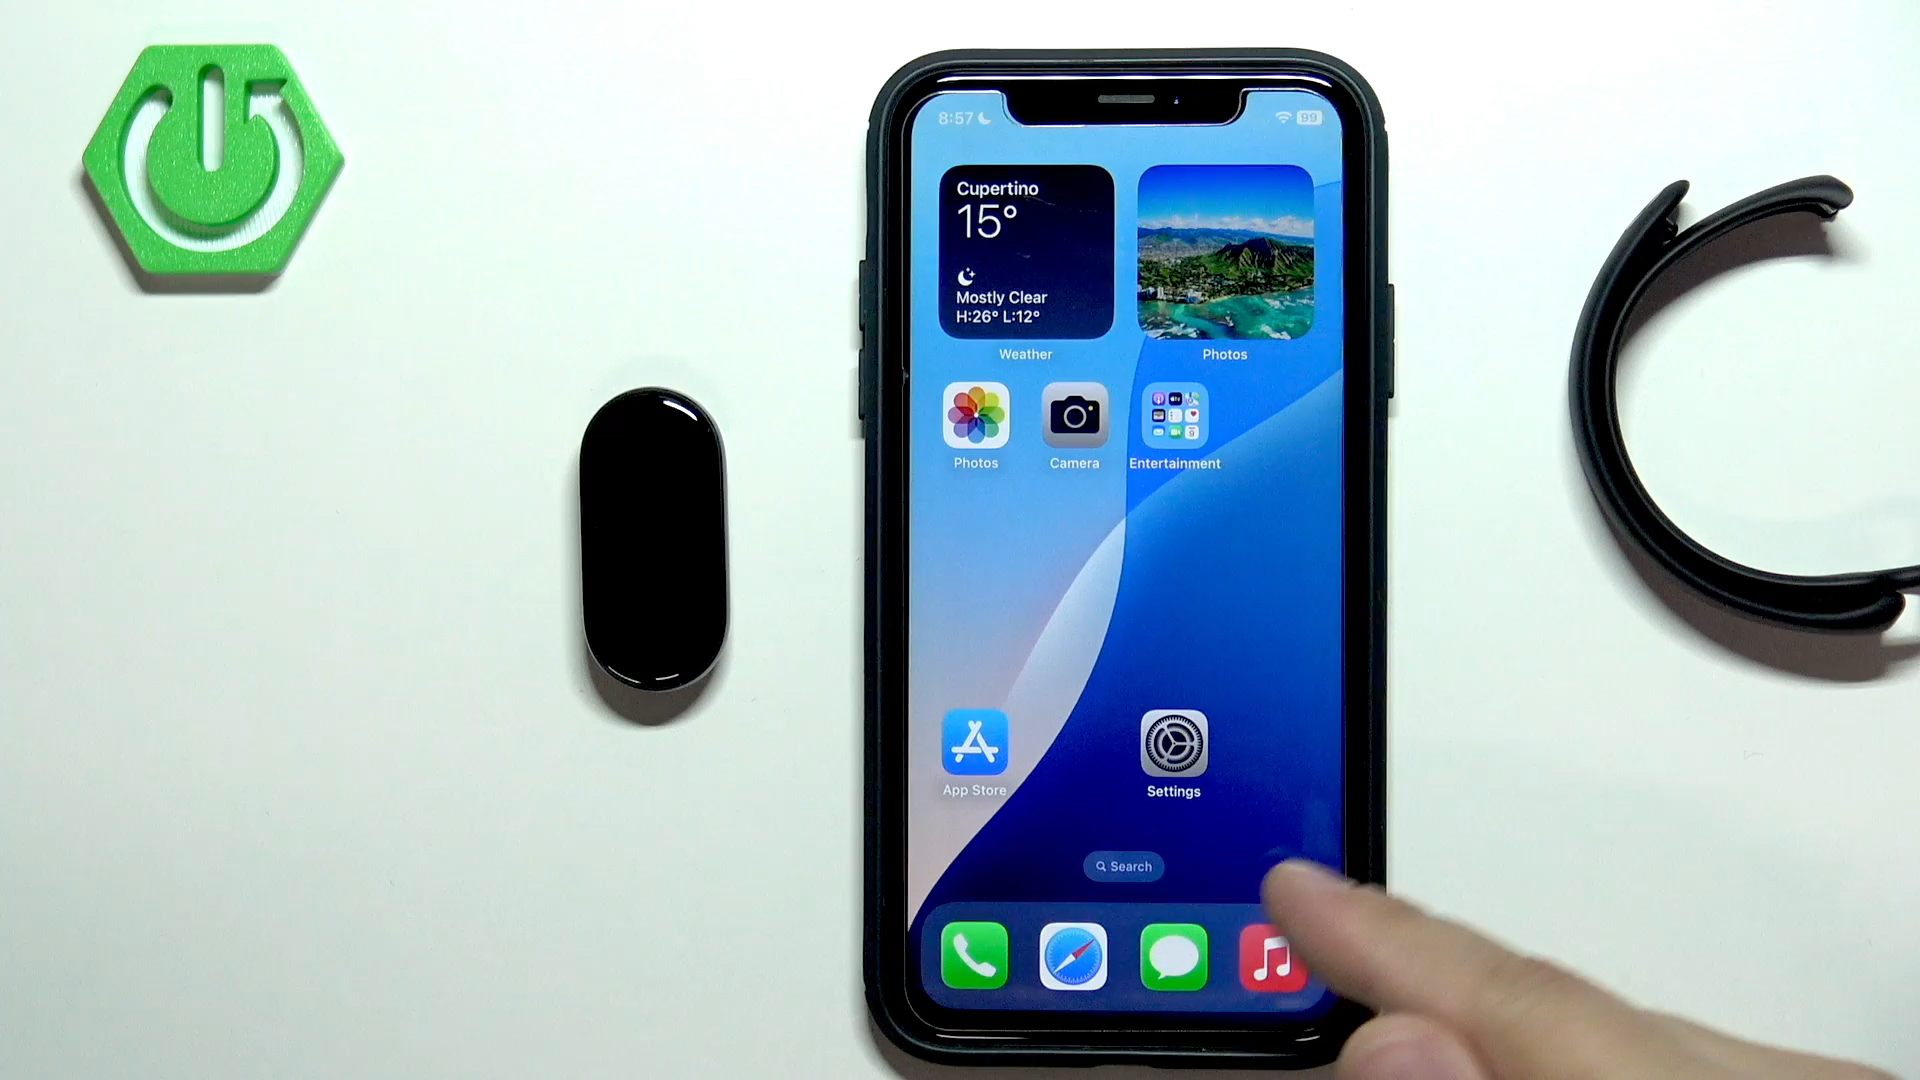 8:57
99
Cupertino
15°
Mostly Clear
H:26° L:12°
Weather
Photos
Photos
Camera
Entertainment
App Store
Settings
Search